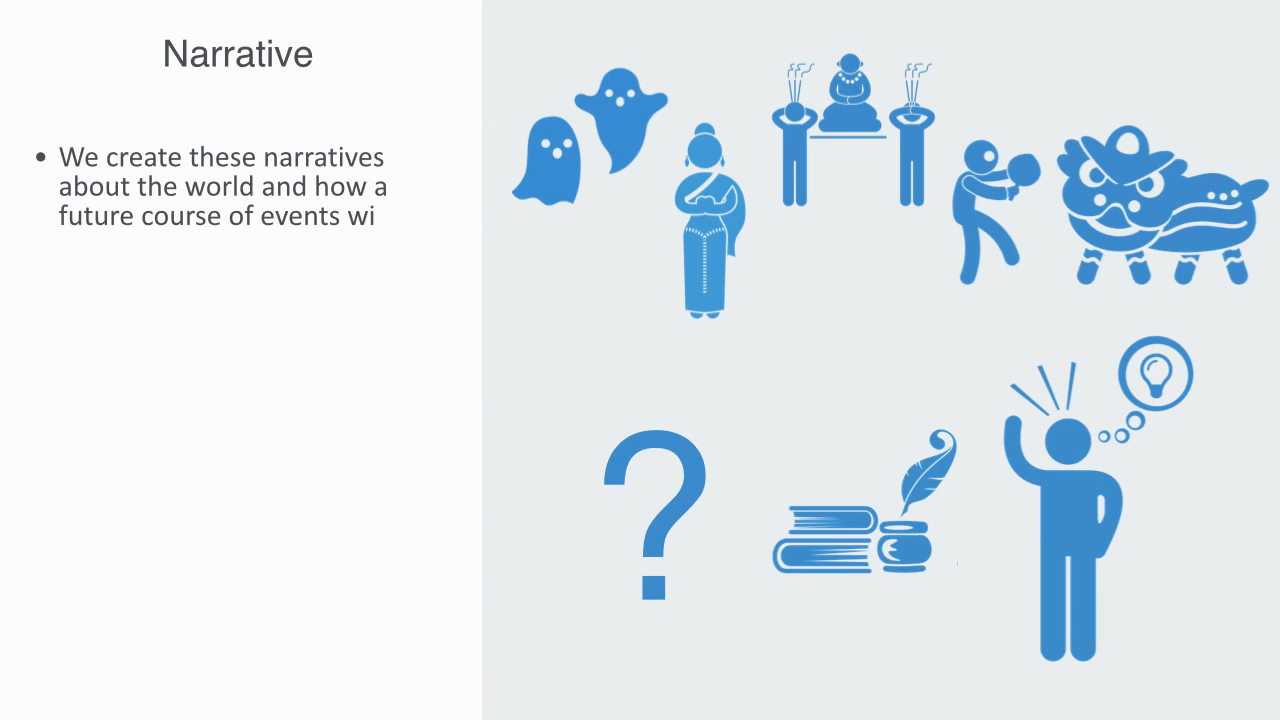 Narrative
• We create these narratives
about the world and how a
future course of events wi
?